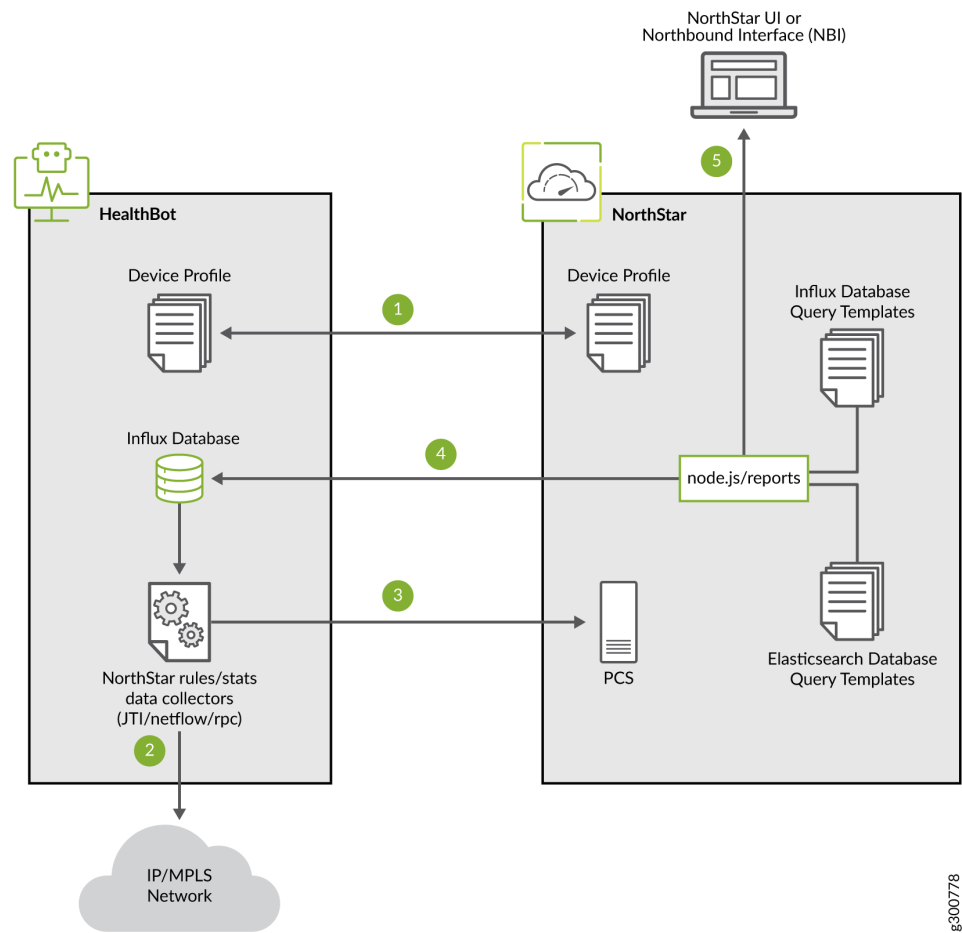 NorthStar UI or
Northbound Interface (NBI)
5
HealthBot
NorthStar
Device Profile
1
Device Profile
Influx Database
Query Templates
Influx Database
4
node.js/reports
3
NorthStar rules/stats
data collectors
(JTI/netflow/rpc)
PCS
Elasticsearch Database
Query Templates
2
IP/MPLS
Network
g300778